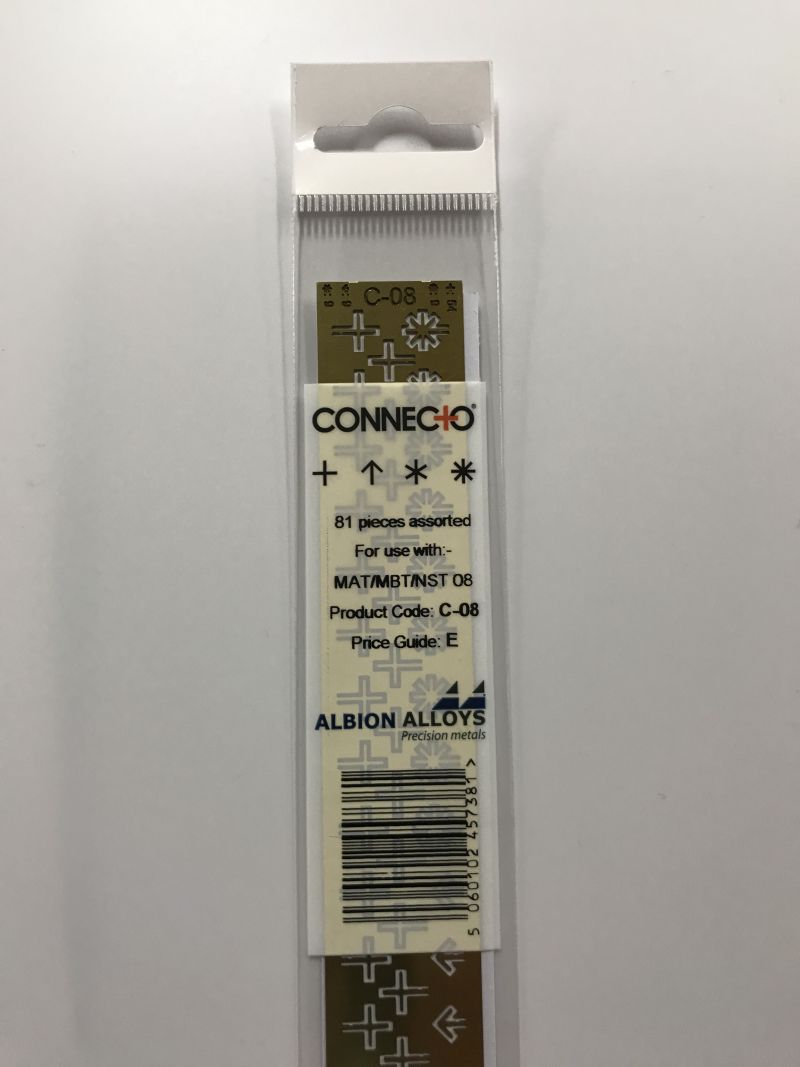 C-08
CONNECTO®
81 pieces assorted
For use with:-
MAT/MBT/NST 08
Product Code: C-08
Price Guide: E
ALBION ALLOYS
Precision metals
5 060102 457381 >